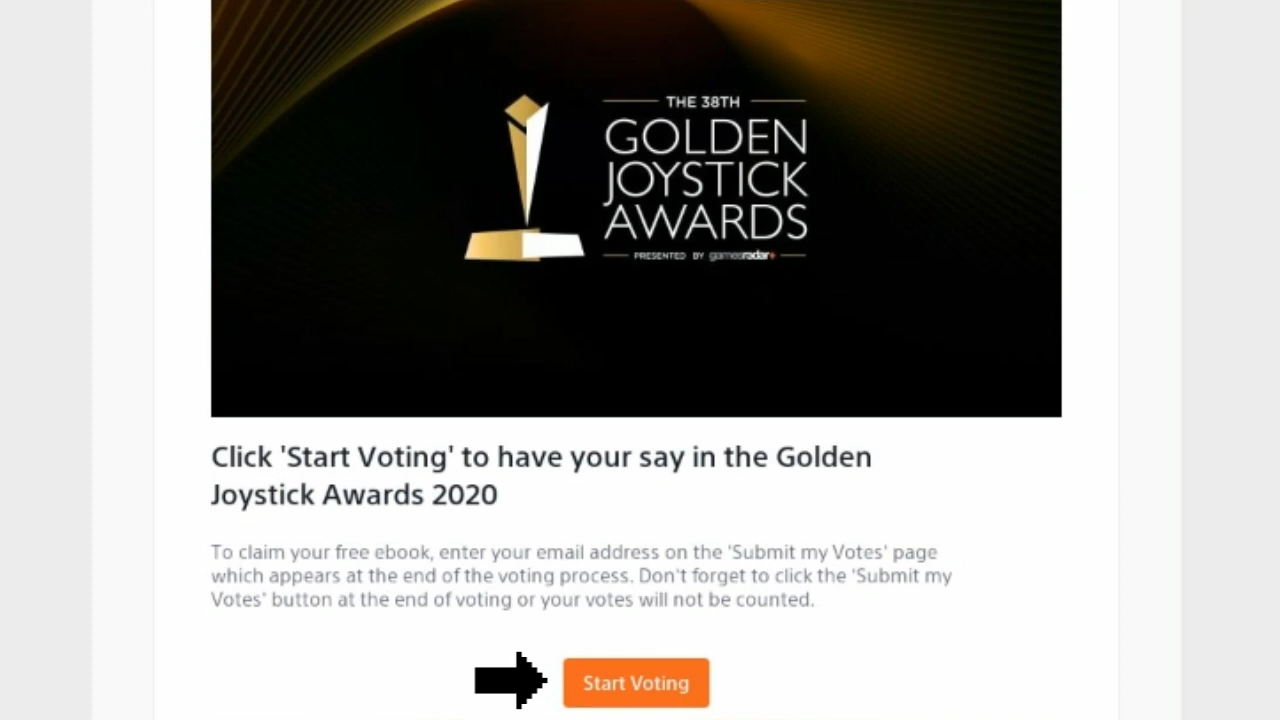 THE 38TH
GOLDEN
JOYSTICK
AWARDS
PRESENTED BY gamesradar+
Click 'Start Voting' to have your say in the Golden
Joystick Awards 2020
To claim your free ebook, enter your email address on the 'Submit my Votes' page
which appears at the end of the voting process. Don't forget to click the 'Submit my
Votes' button at the end of voting or your votes will not be counted.
Start Voting